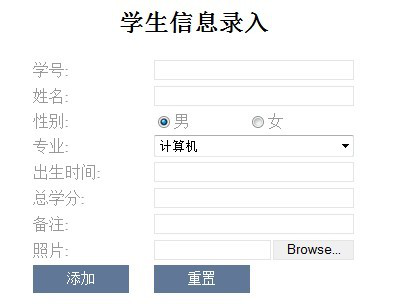 学生信息录入
学号:
姓名:
性别: 男 女
专业: 计算机
出生时间:
总学分:
备注:
照片: Browse...
添加 重置